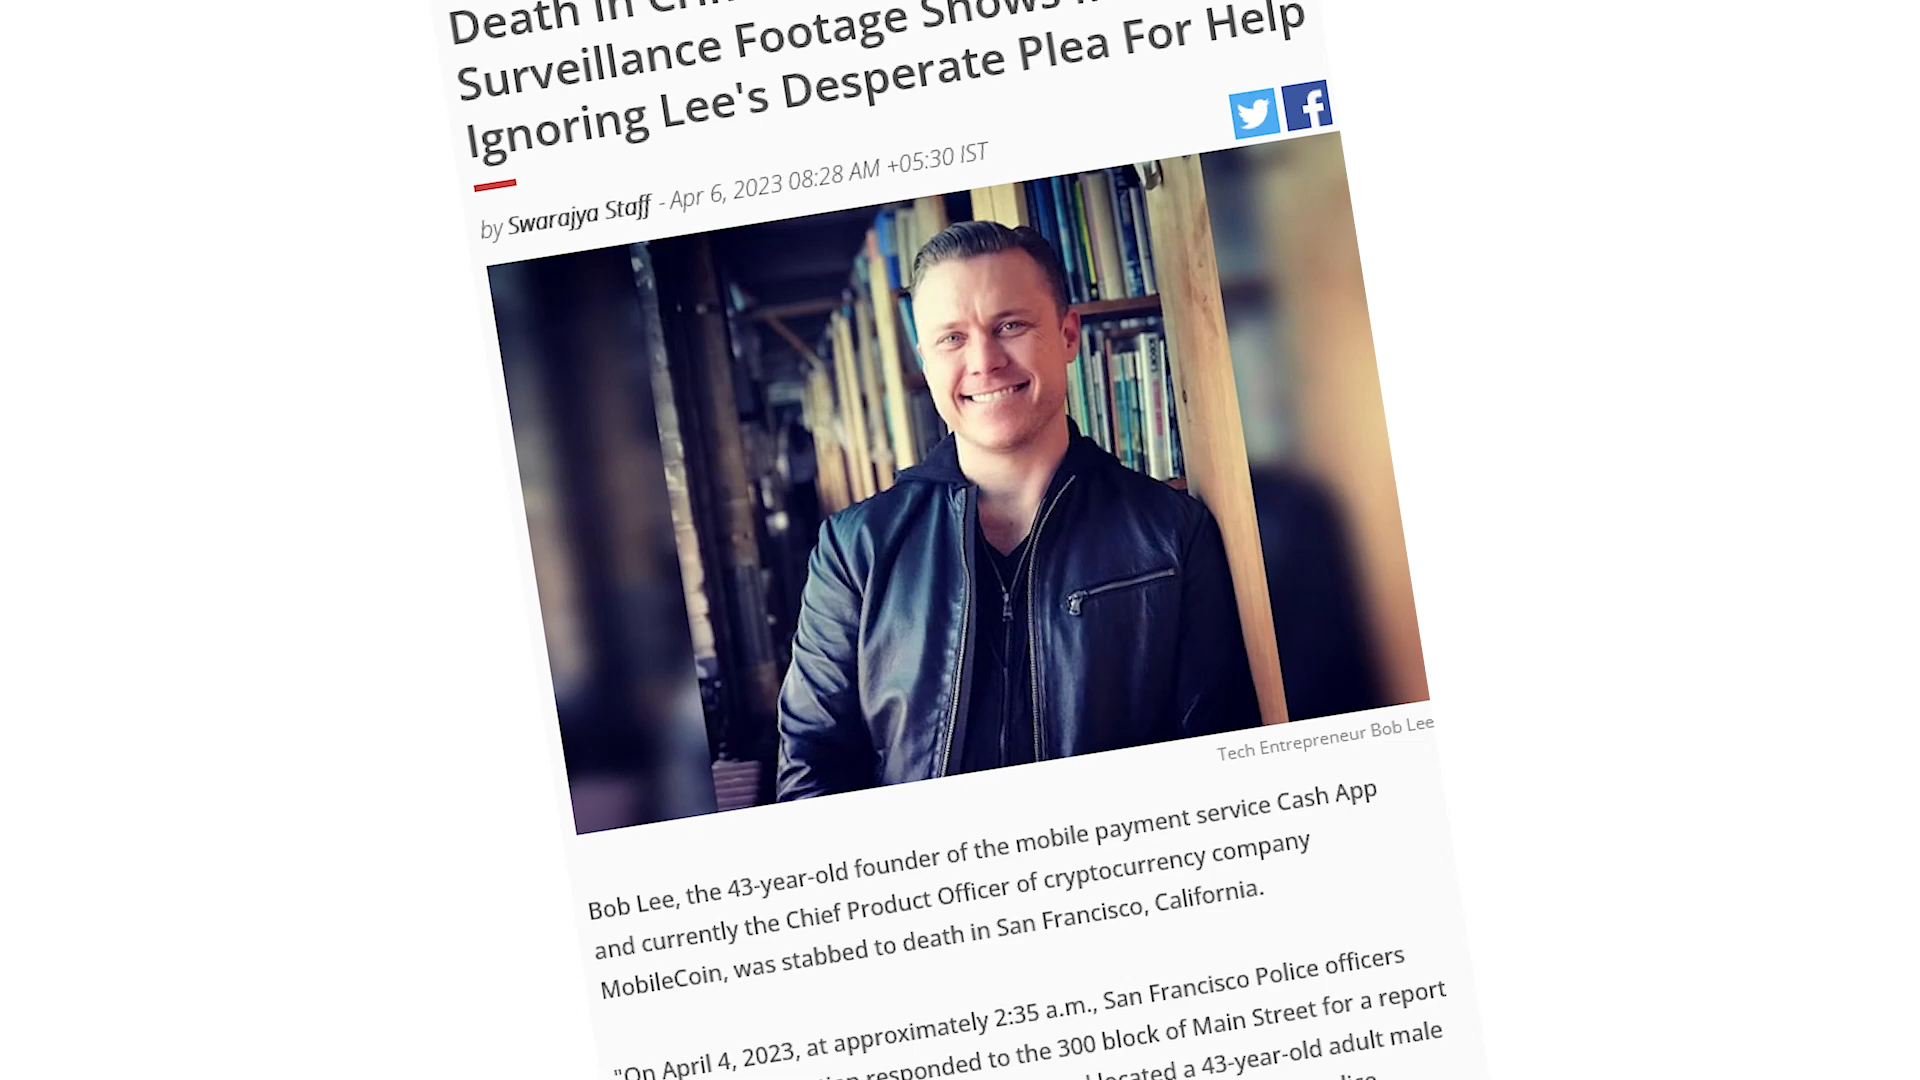 Death in
Surveillance Footage Shows
Ignoring Lee's Desperate Plea For Help
by Swarajya Staff - Apr 6, 2023 08:28 AM +05:30 IST
Tech Entrepreneur Bob Lee
Bob Lee, the 43-year-old founder of the mobile payment service Cash App
and currently the Chief Product Officer of cryptocurrency company
MobileCoin, was stabbed to death in San Francisco, California.
"On April 4, 2023, at approximately 2:35 a.m., San Francisco Police officers
responded to the 300 block of Main Street for a report
located a 43-year-old adult male